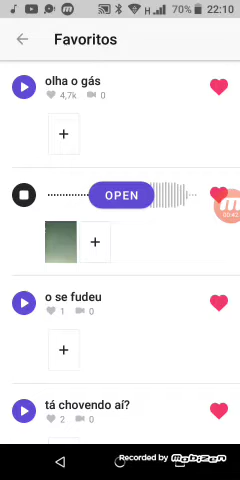 H 70% 22:10
Favoritos
olha o gás
4,7k 0
+
OPEN
00:42
+
o se fudeu
1 0
+
tá chovendo aí?
2 0
Recorded by mobizen